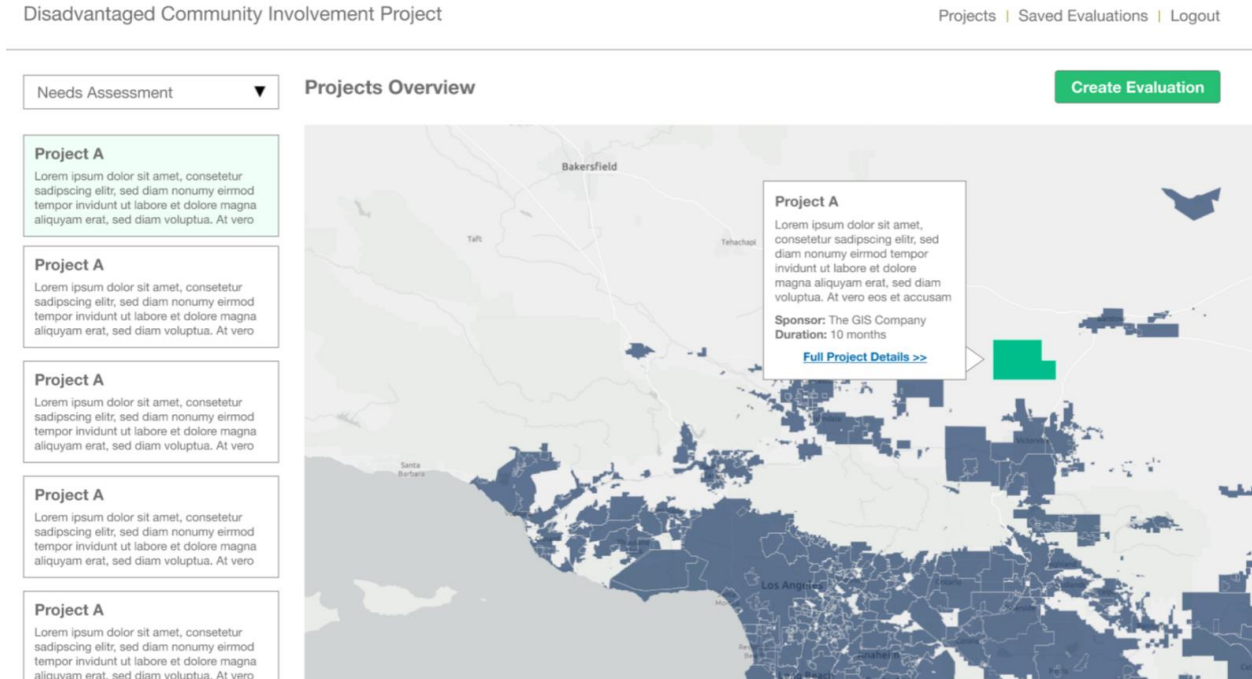 Disadvantaged Community Involvement Project
Projects | Saved Evaluations | Logout
Needs Assessment
Projects Overview
Create Evaluation
Project A
Lorem ipsum dolor sit amet, consetetur
sadipscing elitr, sed diam nonumy eirmod
tempor invidunt ut labore et dolore magna
aliquyam erat, sed diam voluptua. At vero
Project A
Lorem ipsum dolor sit amet, consetetur
sadipscing elitr, sed diam nonumy eirmod
tempor invidunt ut labore et dolore magna
aliquyam erat, sed diam voluptua. At vero
Project A
Lorem ipsum dolor sit amet, consetetur
sadipscing elitr, sed diam nonumy eirmod
tempor invidunt ut labore et dolore magna
aliquyam erat, sed diam voluptua. At vero
Project A
Lorem ipsum dolor sit amet, consetetur
sadipscing elitr, sed diam nonumy eirmod
tempor invidunt ut labore et dolore magna
aliquyam erat, sed diam voluptua. At vero
Project A
Lorem ipsum dolor sit amet, consetetur
sadipscing elitr, sed diam nonumy eirmod
tempor invidunt ut labore et dolore magna
aliquyam erat, sed diam voluptua. At vero
Bakersfield
Taft
Tehachapi
Project A
Lorem ipsum dolor sit amet,
consetetur sadipscing elitr, sed
diam nonumy eirmod tempor
invidunt ut labore et dolore
magna aliquyam erat, sed diam
voluptua. At vero eos et accusam
Sponsor: The GIS Company
Duration: 10 months
Full Project Details >>
Santa
Barbara
Los Angeles
Ontario
Anaheim
Long Beach